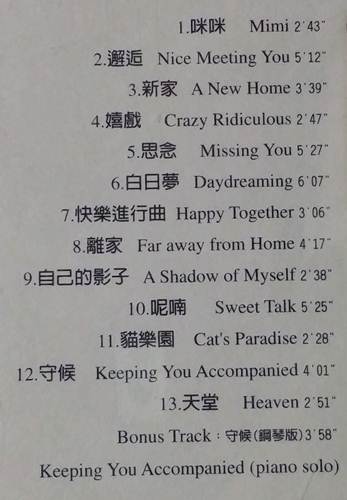 1.咪咪 Mimi 2'43"
2.邂逅 Nice Meeting You 5'12"
3.新家 A New Home 3'39"
4.嬉戲 Crazy Ridiculous 2'47"
5.思念 Missing You 5'27"
6.白日夢 Daydreaming 6'07"
7.快樂進行曲 Happy Together 3'06"
8.離家 Far away from Home 4'17"
9.自己的影子 A Shadow of Myself 2'38"
10.呢喃 Sweet Talk 5'25"
11.貓樂園 Cat's Paradise 2'28"
12.守候 Keeping You Accompanied 4'01"
13.天堂 Heaven 2'51"
Bonus Track：守候(鋼琴版)3'58"
Keeping You Accompanied (piano solo)